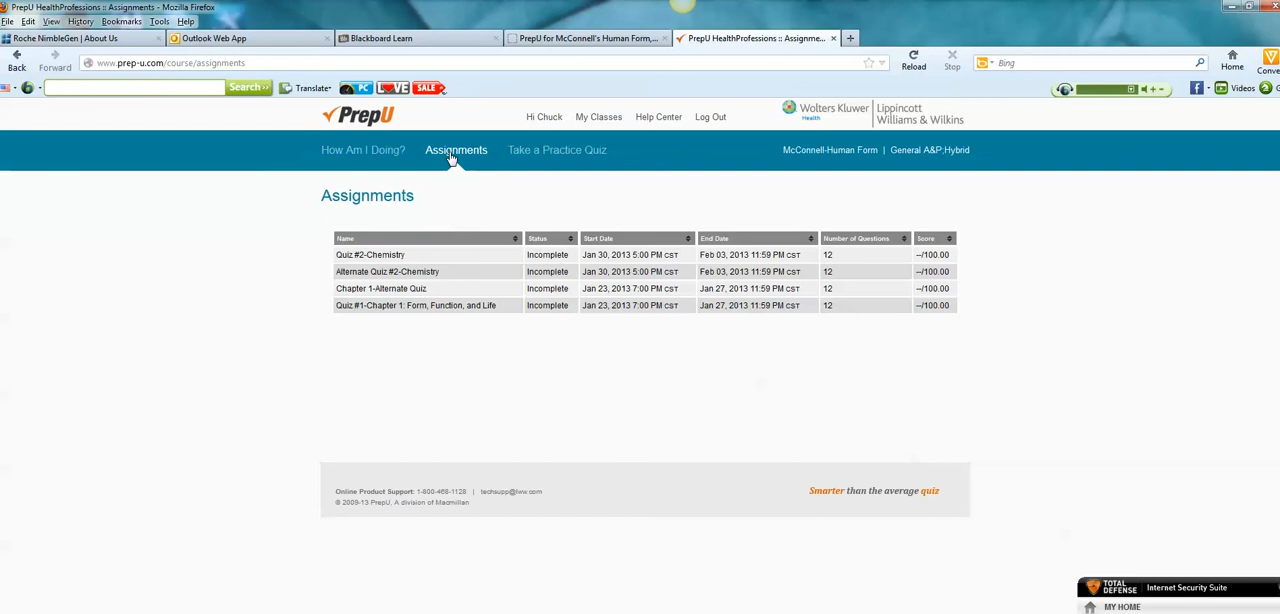 PrepU HealthProfessions :: Assignments - Mozilla Firefox
File Edit View History Bookmarks Tools Help
Roche NimbleGen | About Us × Outlook Web App × Blackboard Learn × PrepU for McConnell's Human Form,... × PrepU HealthProfessions :: Assignme... × +
Back Forward www.prep-u.com/course/assignments Reload Stop Bing Home
Search>> Translate PC LOVE SALE Videos
PrepU Hi Chuck My Classes Help Center Log Out Wolters Kluwer Health Lippincott Williams & Wilkins
How Am I Doing? Assignments Take a Practice Quiz McConnell-Human Form | General A&P;Hybrid
Assignments
Name Status Start Date End Date Number of Questions Score
Quiz #2-Chemistry Incomplete Jan 30, 2013 5:00 PM CST Feb 03, 2013 11:59 PM CST 12 --/100.00
Alternate Quiz #2-Chemistry Incomplete Jan 30, 2013 5:00 PM CST Feb 03, 2013 11:59 PM CST 12 --/100.00
Chapter 1-Alternate Quiz Incomplete Jan 23, 2013 7:00 PM CST Jan 27, 2013 11:59 PM CST 12 --/100.00
Quiz #1-Chapter 1: Form, Function, and Life Incomplete Jan 23, 2013 7:00 PM CST Jan 27, 2013 11:59 PM CST 12 --/100.00
Online Product Support: 1-800-468-1128 | techsupp@lww.com Smarter than the average quiz
© 2009-13 PrepU, A division of Macmillan
TOTAL DEFENSE Internet Security Suite
MY HOME